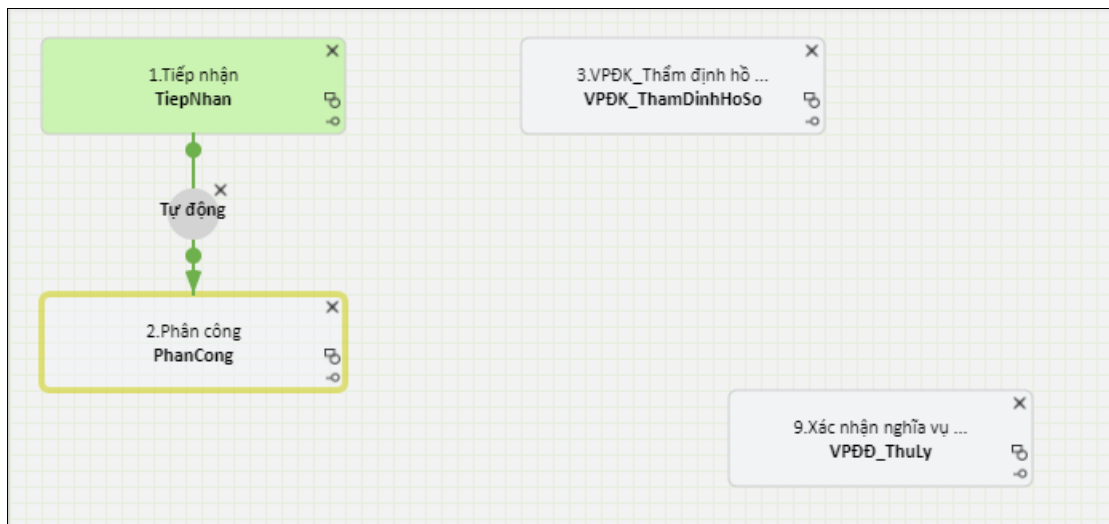 1.Tiếp nhận
TiepNhan
3.VPĐK_Thẩm định hồ ...
VPĐK_ThamDinhHoSo
Tự động
2.Phân công
PhanCong
9.Xác nhận nghĩa vụ ...
VPĐĐ_ThuLy